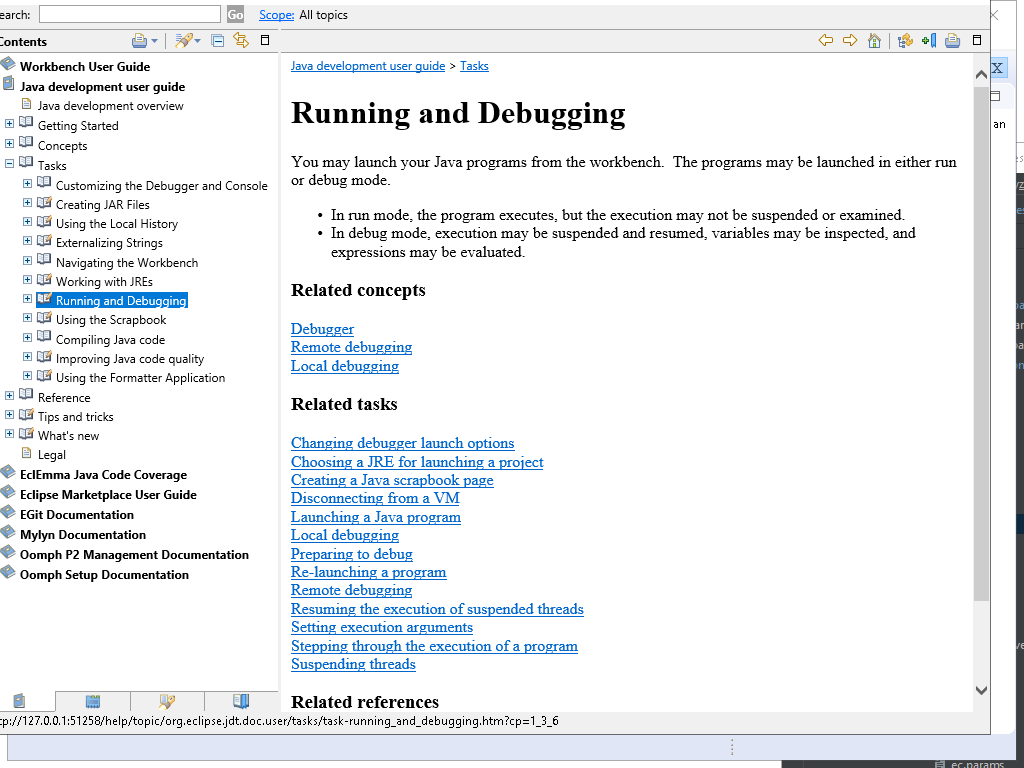 earch:
Go
Scope: All topics
Contents
Workbench User Guide
Java development user guide
Java development overview
Getting Started
Concepts
Tasks
Customizing the Debugger and Console
Creating JAR Files
Using the Local History
Externalizing Strings
Navigating the Workbench
Working with JREs
Running and Debugging
Using the Scrapbook
Compiling Java code
Improving Java code quality
Using the Formatter Application
Reference
Tips and tricks
What's new
Legal
EclEmma Java Code Coverage
Eclipse Marketplace User Guide
EGit Documentation
Mylyn Documentation
Oomph P2 Management Documentation
Oomph Setup Documentation
Java development user guide > Tasks
Running and Debugging
You may launch your Java programs from the workbench. The programs may be launched in either run
or debug mode.
• In run mode, the program executes, but the execution may not be suspended or examined.
• In debug mode, execution may be suspended and resumed, variables may be inspected, and
expressions may be evaluated.
Related concepts
Debugger
Remote debugging
Local debugging
Related tasks
Changing debugger launch options
Choosing a JRE for launching a project
Creating a Java scrapbook page
Disconnecting from a VM
Launching a Java program
Local debugging
Preparing to debug
Re-launching a program
Remote debugging
Resuming the execution of suspended threads
Setting execution arguments
Stepping through the execution of a program
Suspending threads
Related references
tp://127.0.0.1:51258/help/topic/org.eclipse.jdt.doc.user/tasks/task-running_and_debugging.htm?cp=1_3_6
X
an
ec.params